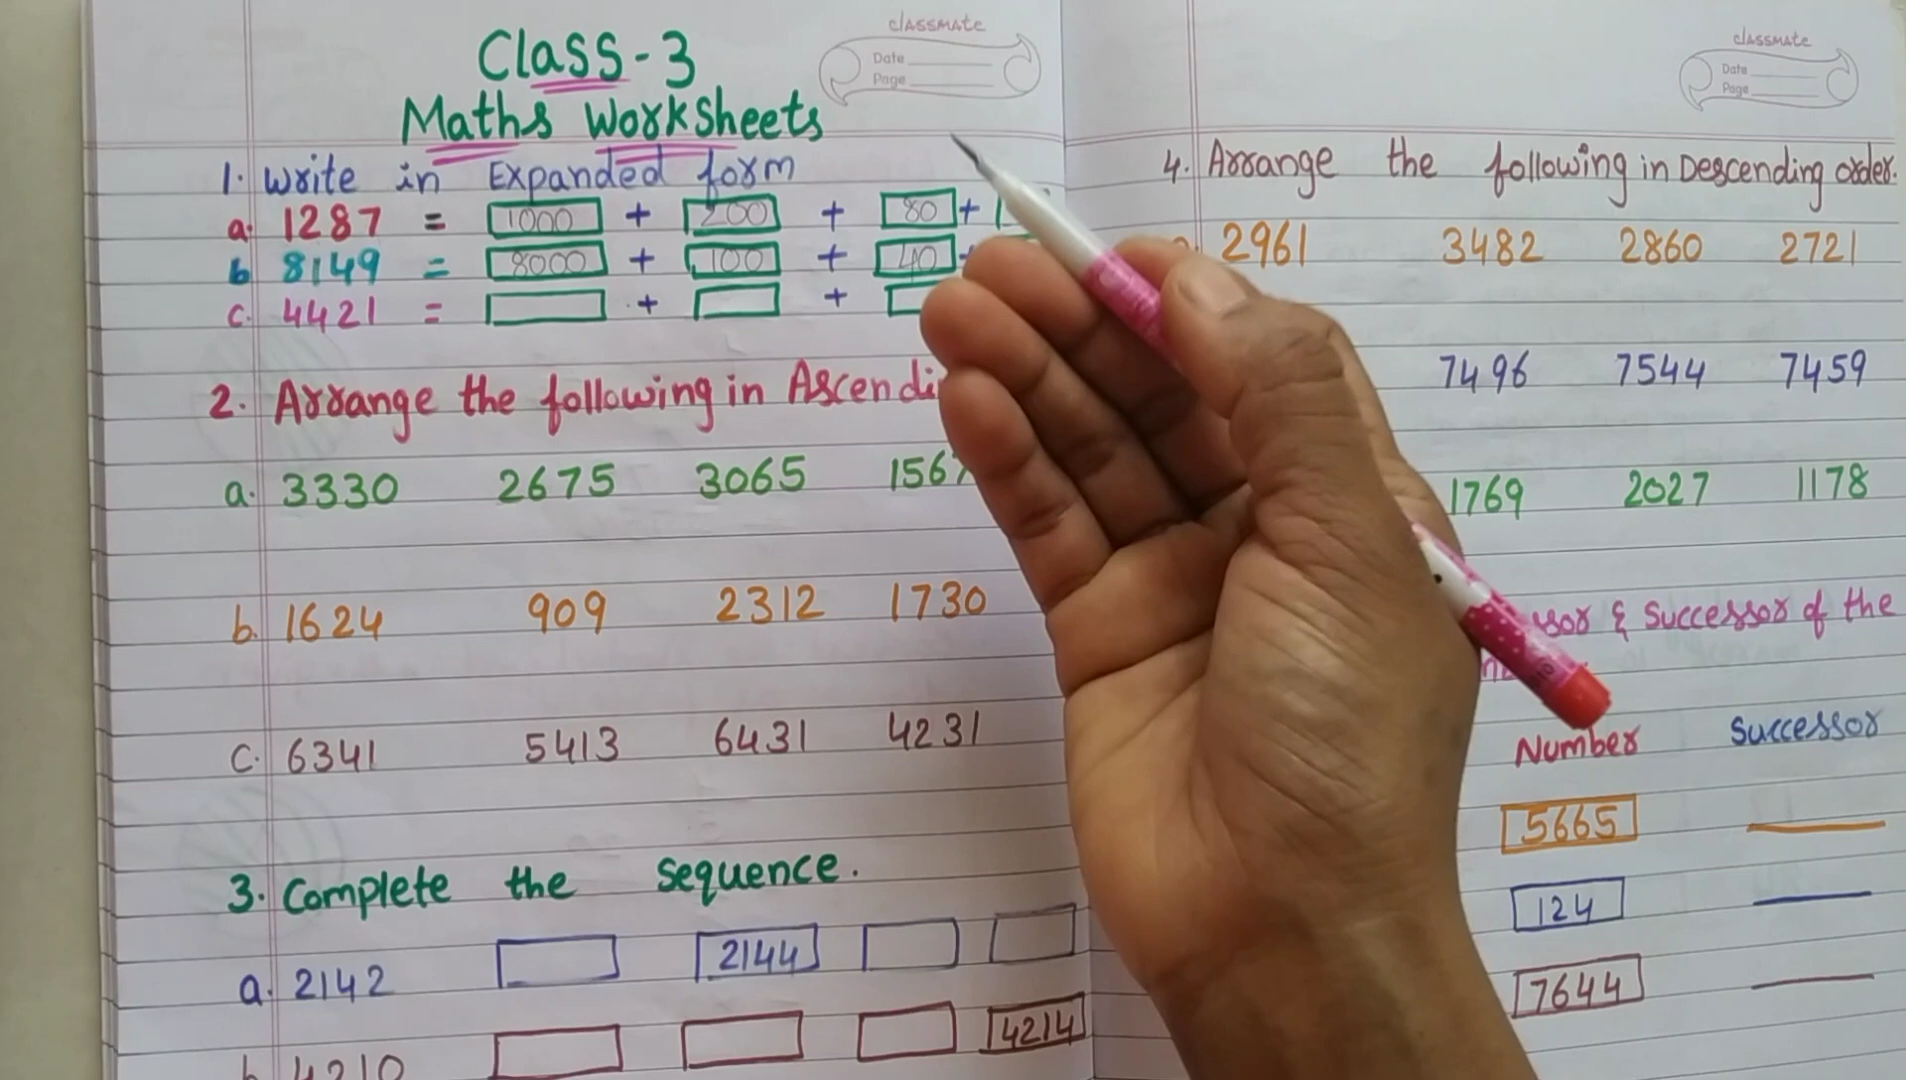 Class-3
Maths Worksheets
classmate
Date
Page
1. Write in Expanded form
a. 1287 = 1000 + 200 + 80 +
b 8149 = 8000 + 100 + 40
c. 4421 = + +
2. Arrange the following in Ascendi
a. 3330 2675 3065 1567
b. 1624 909 2312 1730
c. 6341 5413 6431 4231
3. Complete the sequence.
a. 2142 2144
b 4210 4214
classmate
Date
Page
4. Arrange the following in Descending order.
2961 3482 2860 2721
7496 7544 7459
1769 2027 1178
ssor & Successor of the
Number Successor
5665
124
7644